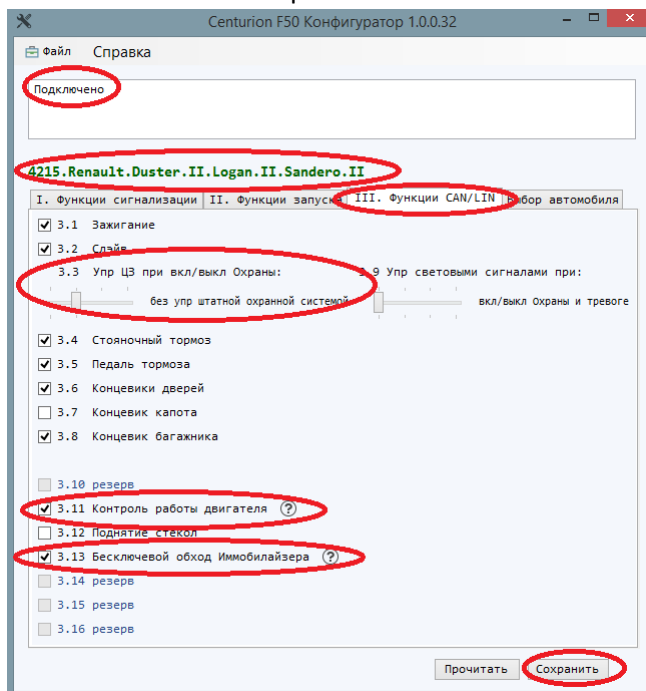 Centurion F50 Конфигуратор 1.0.0.32
Файл Справка
Подключено
4215.Renault.Duster.II.Logan.II.Sandero.II
I. Функции сигнализации II. Функции запуска III. Функции CAN/LIN Выбор автомобиля
3.1 Зажигание
3.2 Слэйв
3.3 Упр ЦЗ при вкл/выкл Охраны: 3.9 Упр световыми сигналами при:
без упр штатной охранной системой вкл/выкл Охраны и тревоге
3.4 Стояночный тормоз
3.5 Педаль тормоза
3.6 Концевики дверей
3.7 Концевик капота
3.8 Концевик багажника
3.10 резерв
3.11 Контроль работы двигателя ?
3.12 Поднятие стекол
3.13 Бесключевой обход Иммобилайзера ?
3.14 резерв
3.15 резерв
3.16 резерв
Прочитать Сохранить